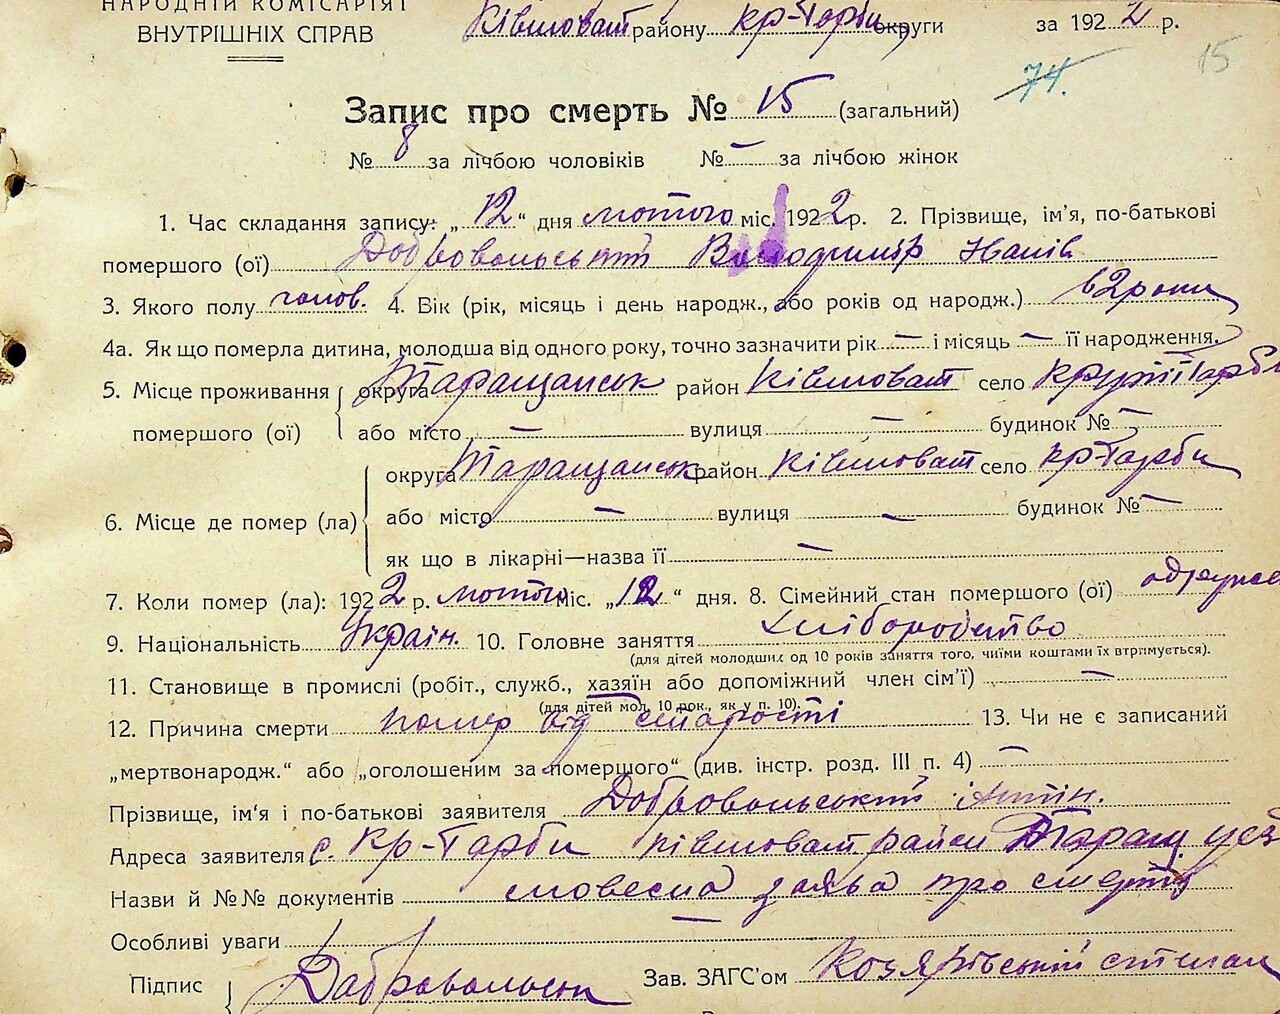 НАРОДНІЙ КОМІСАРІЯТ
ВНУТРІШНІХ СПРАВ
Ківшоват району кр-Горби округи за 1922 р.
74. 15
Запис про смерть № 15 (загальний)
№ 8 за лічбою чоловіків № — за лічбою жінок
1. Час складання запису: „12“ дня лютого міс. 1922 р. 2. Прізвище, ім’я, по-батькові
помершого (ої) Добровольський Володимір
3. Якого полу чолов. 4. Вік (рік, місяць і день народж., або років од народж.) 62 роки
4а. Як що померла дитина, молодша від одного року, точно зазначити рік — і місяць — її народження.
5. Місце проживання округа Таращанськ район Ківшоват село Круті Горби
помершого (ої) або місто — вулиця — будинок № —
округа Таращанськ район Ківшоват село Кр-Горби
6. Місце де помер (ла) або місто — вулиця — будинок № —
як що в лікарні—назва її —
7. Коли помер (ла): 1922 р. лютого міс. „12“ дня. 8. Сімейний стан помершого (ої)
9. Національність Україн. 10. Головне заняття хліборобство
(для дітей молодших од 10 років заняття того, чиїми коштами їх втримується).
11. Становище в промислі (робіт., служб., хазяїн або допоміжний член сім’ї) —
(для дітей мол. 10 рок., як у п. 10).
12. Причина смерти помер від старості 13. Чи не є записаний
„мертвонародж.“ або „оголошеним за помершого“ (див. інстр. розд. III п. 4) —
Прізвище, ім’я і по-батькові заявителя Добровольський Антін.
Адреса заявителя с. Кр-Горби Ківшоват район Таращ.
Назви й №№ документів словесна заява про смерть
Особливі уваги —
Підпис Добровольськ Зав. ЗАГС’ом